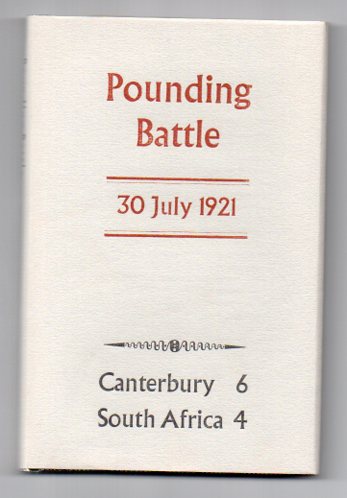 Pounding
Battle
30 July 1921
Canterbury 6
South Africa 4